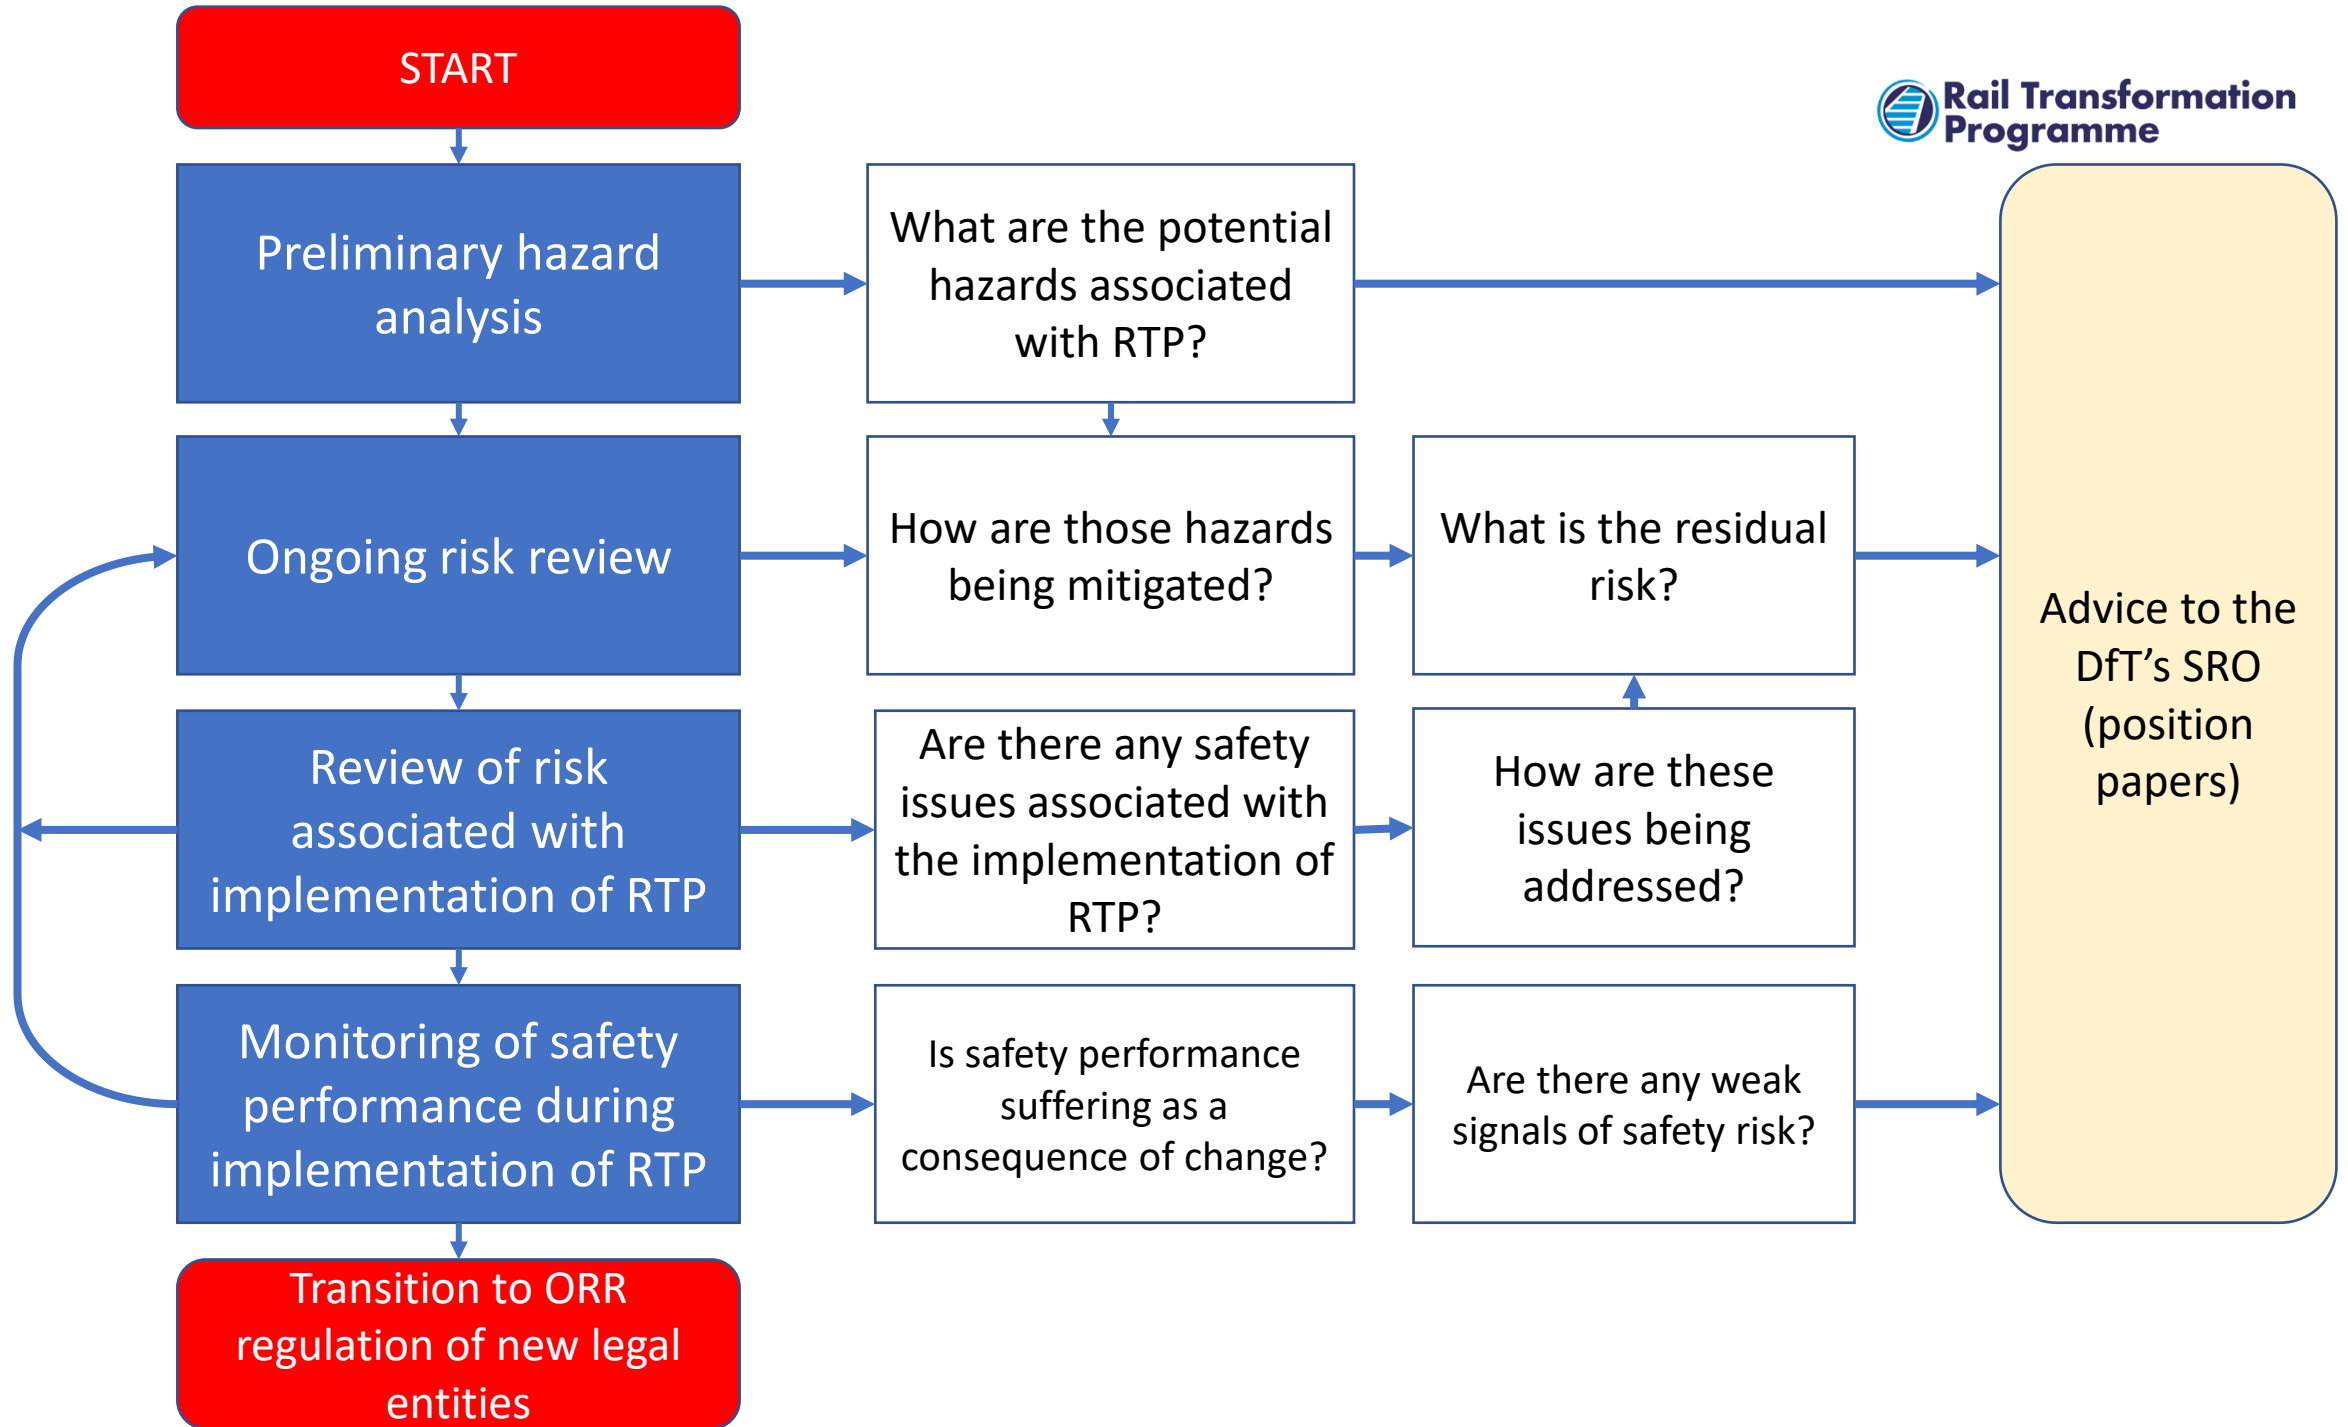 START
Rail Transformation
Programme
Preliminary hazard
analysis
What are the potential
hazards associated
with RTP?
Ongoing risk review
How are those hazards
being mitigated?
What is the residual
risk?
Advice to the
DfT’s SRO
(position
papers)
Review of risk
associated with
implementation of RTP
Are there any safety
issues associated with
the implementation of
RTP?
How are these
issues being
addressed?
Monitoring of safety
performance during
implementation of RTP
Is safety performance
suffering as a
consequence of change?
Are there any weak
signals of safety risk?
Transition to ORR
regulation of new legal
entities